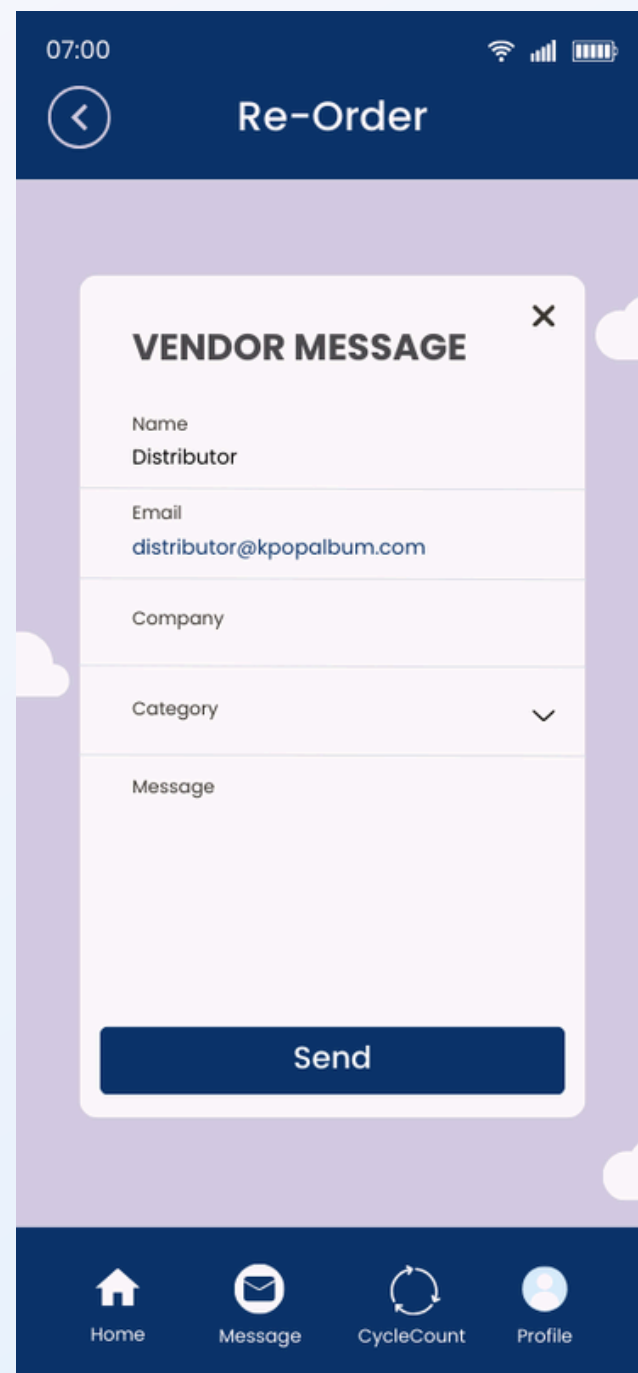 07:00
Re-Order
VENDOR MESSAGE
Name
Distributor
Email
distributor@kpopalbum.com
Company
Category
Message
Send
Home
Message
CycleCount
Profile